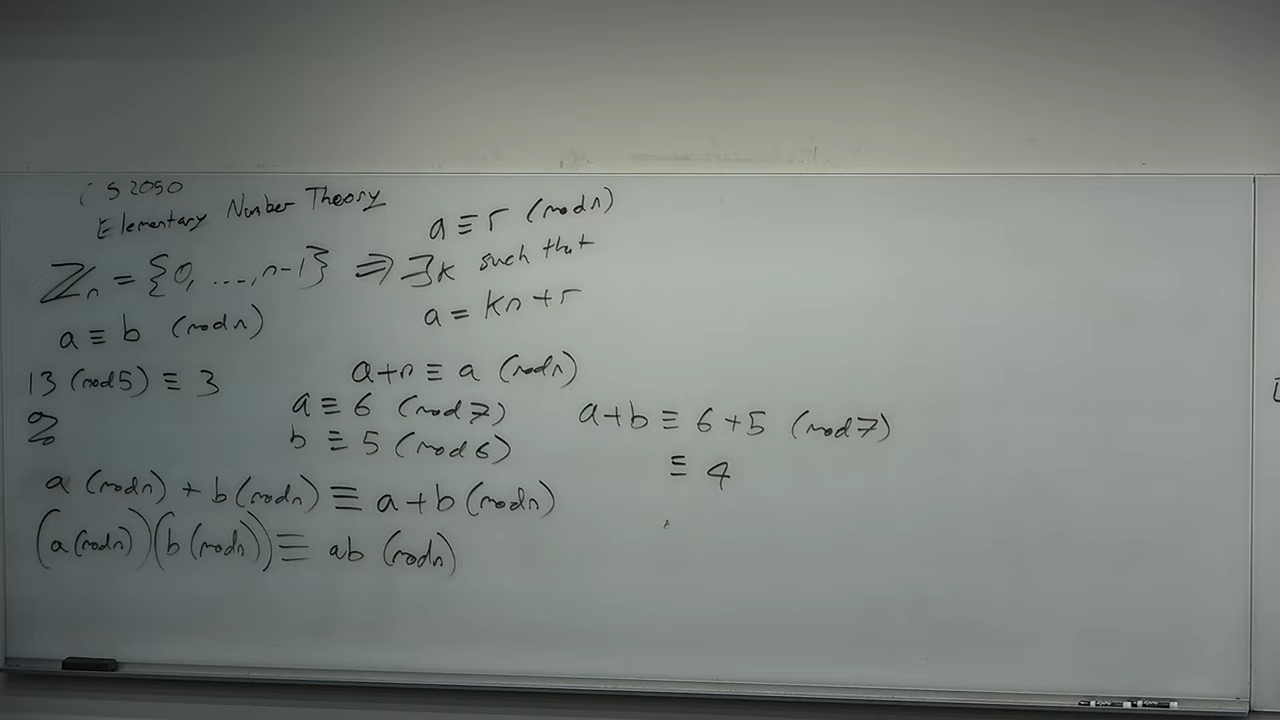 CS 2050
Elementary Number Theory
ℤₙ = {0, ..., n-1} ⇒ ∃k such that
a ≡ r (mod n)
a = kn + r
a ≡ b (mod n)
13 (mod 5) ≡ 3
a+n ≡ a (mod n)
8
a ≡ 6 (mod 7)
b ≡ 5 (mod 6)
a+b ≡ 6+5 (mod 7)
≡ 4
a (mod n) + b (mod n) ≡ a+b (mod n)
(a (mod n))(b (mod n)) ≡ ab (mod n)